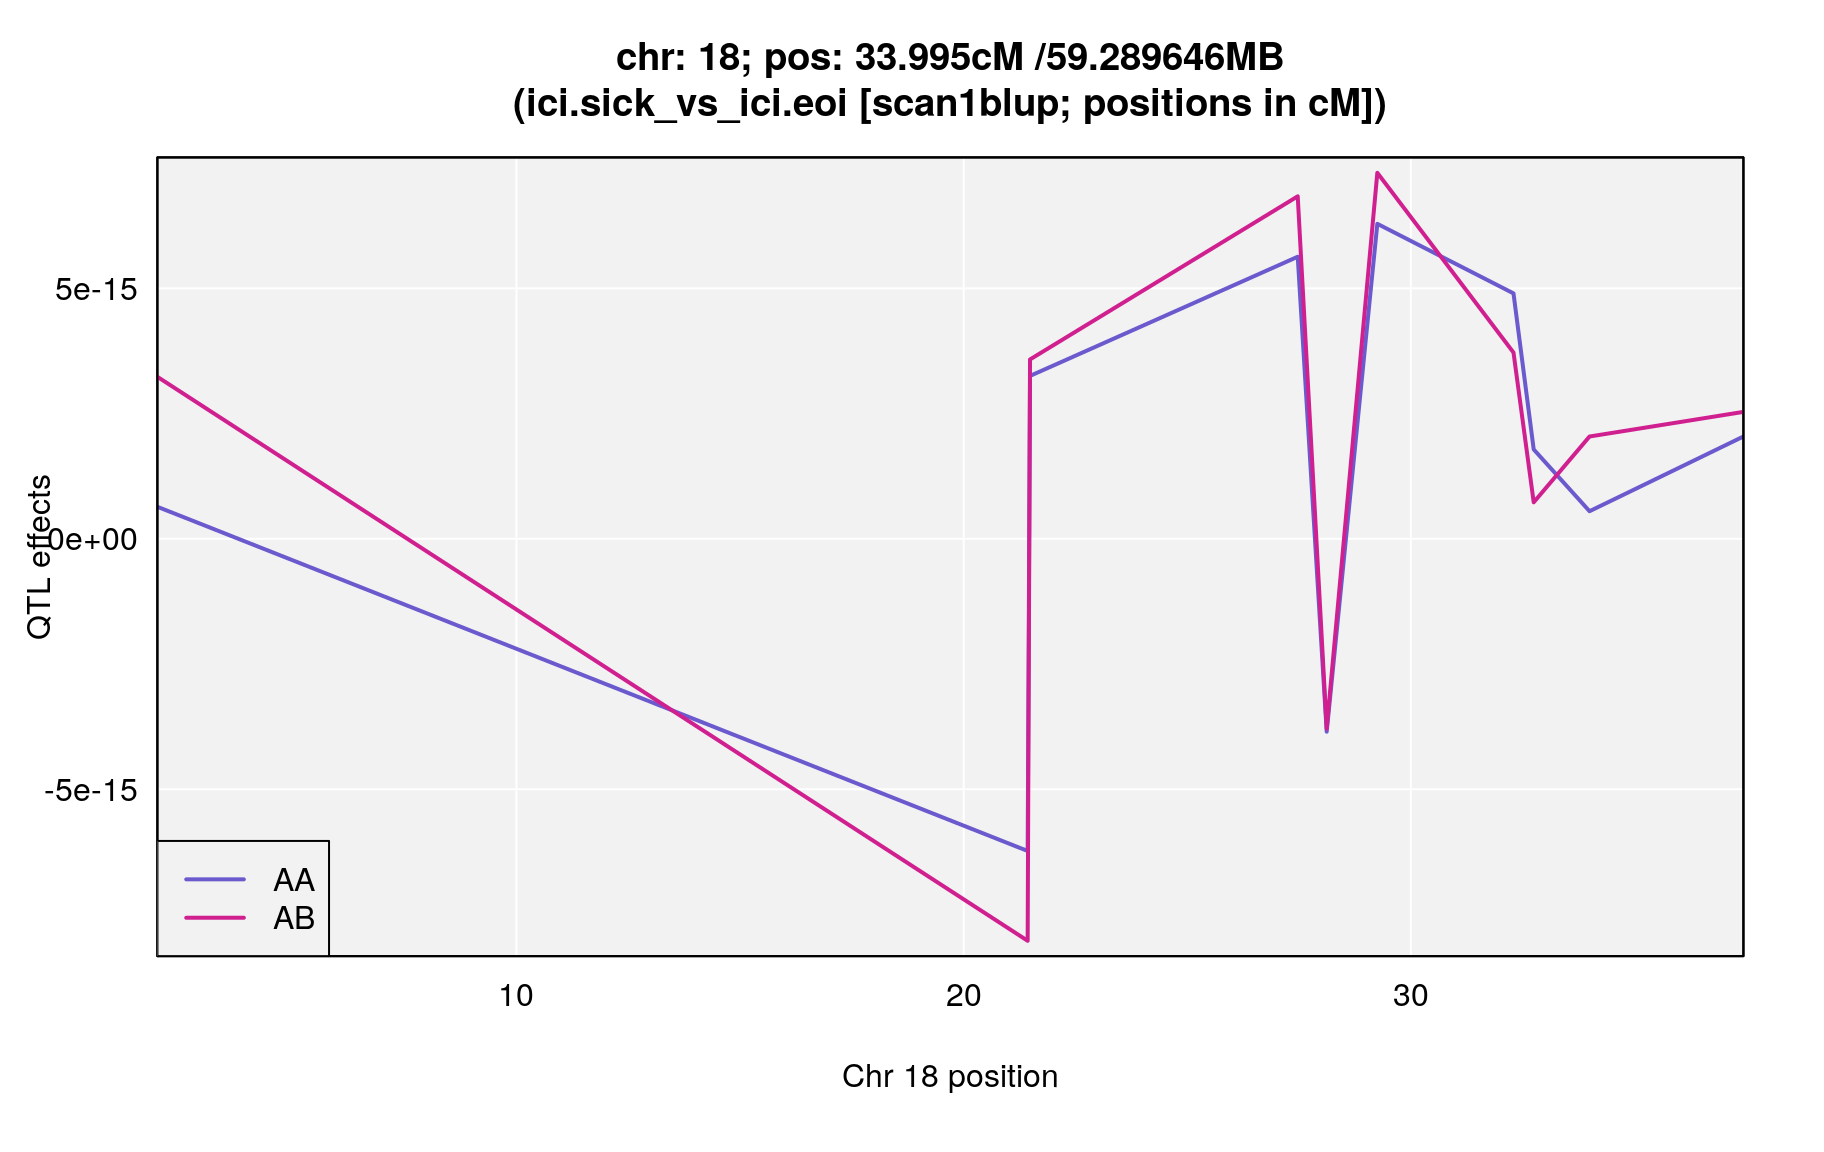 chr: 18; pos: 33.995cM /59.289646MB
(ici.sick_vs_ici.eoi [scan1blup; positions in cM])
QTL effects
5e-15
0e+00
-5e-15
AA
AB
10
20
30
Chr 18 position